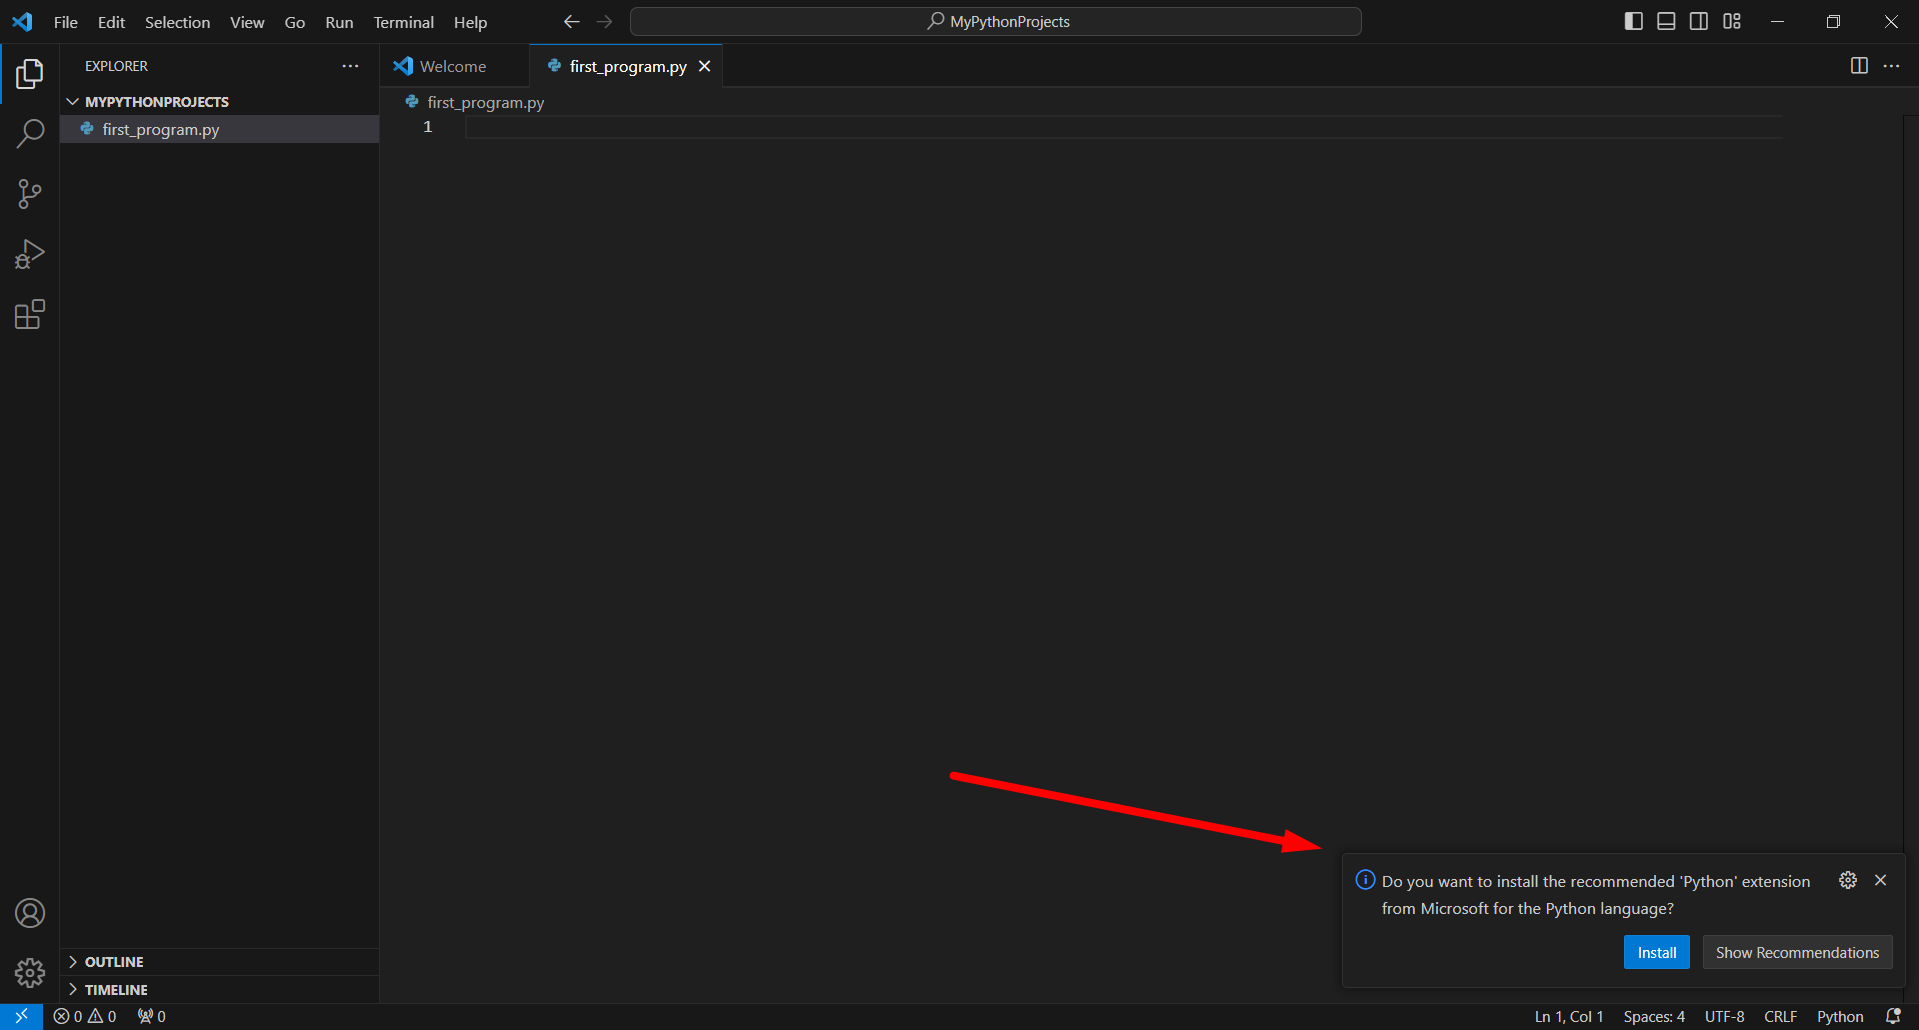 File Edit Selection View Go Run Terminal Help
MyPythonProjects
EXPLORER
MYPYTHONPROJECTS
first_program.py
Welcome
first_program.py
first_program.py
1
Do you want to install the recommended 'Python' extension
from Microsoft for the Python language?
Install Show Recommendations
OUTLINE
TIMELINE
0 0 0
Ln 1, Col 1 Spaces: 4 UTF-8 CRLF Python